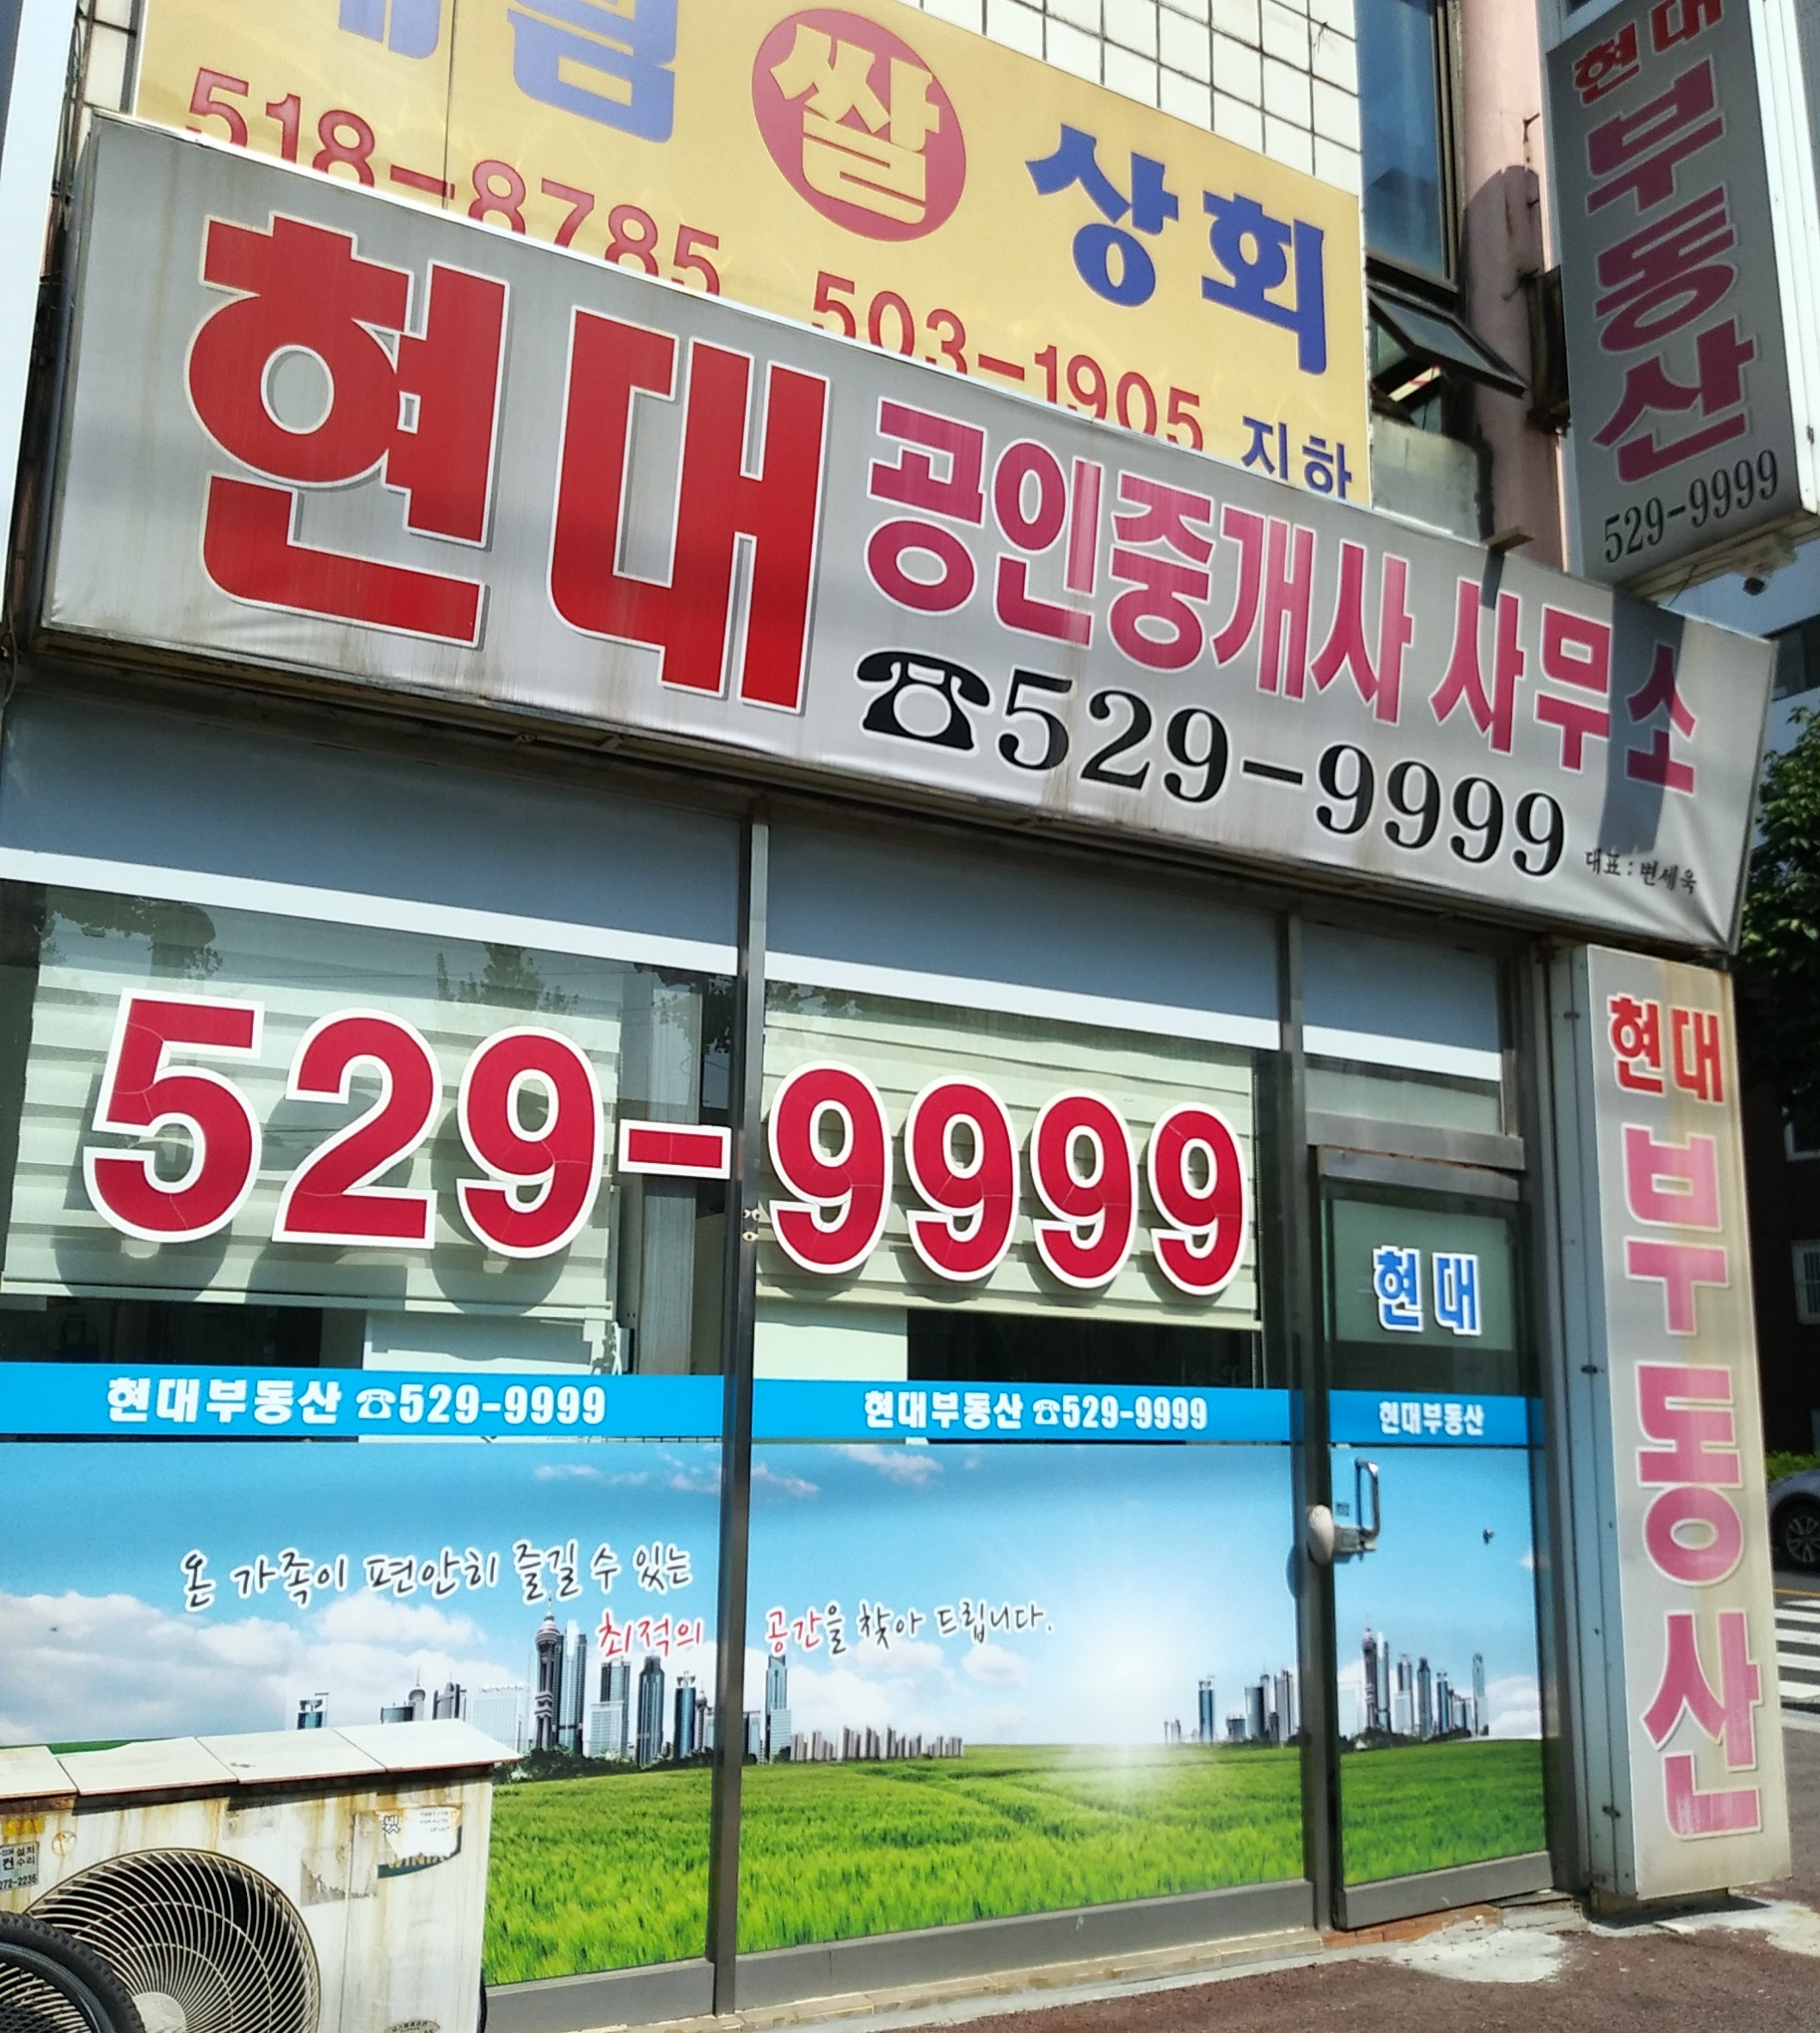 쌀 상회
518-8785 503-1905 지하
현대
부동산
529-9999
현대 공인중개사 사무소
☎529-9999
대표 : 변세욱
529-9999
현대
현대부동산 ☎529-9999
현대부동산 ☎529-9999
현대부동산
온 가족이 편안히 즐길 수 있는
최적의 공간을 찾아 드립니다.
현대
부동산